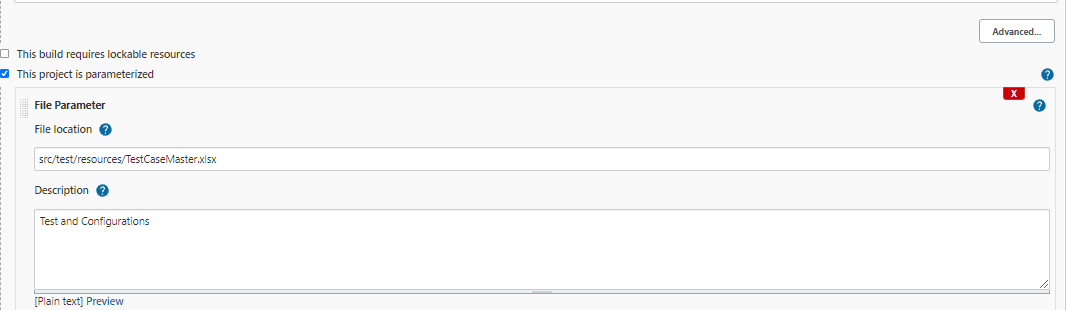 Advanced...
This build requires lockable resources
This project is parameterized
?
X
File Parameter
?
File location ?
src/test/resources/TestCaseMaster.xlsx
Description ?
Test and Configurations
[Plain text] Preview